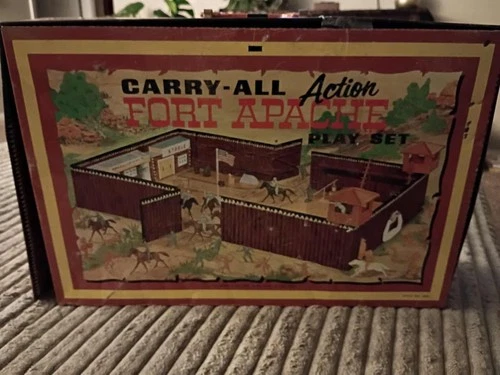 CARRY-ALL Action
FORT APACHE
PLAY SET